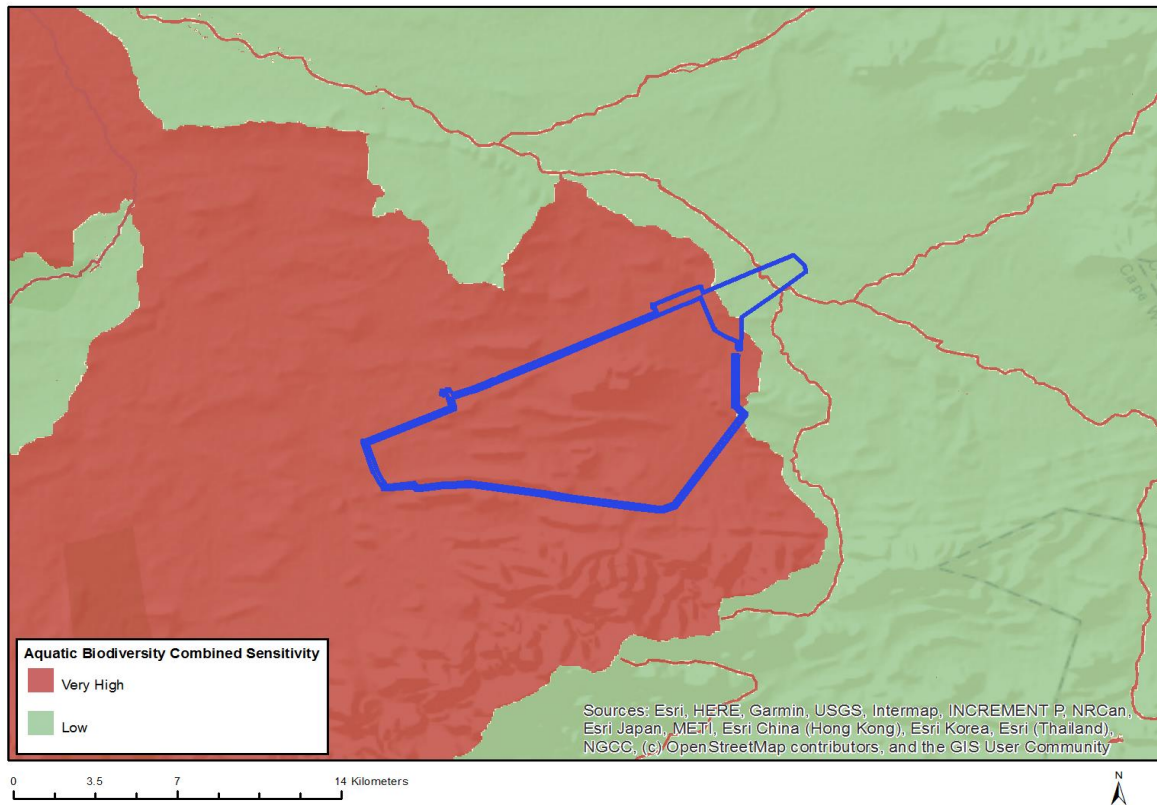 Cape W
Aquatic Biodiversity Combined Sensitivity
Very High
Low
Sources: Esri, HERE, Garmin, USGS, Intermap, INCREMENT P, NRCan,
Esri Japan, METI, Esri China (Hong Kong), Esri Korea, Esri (Thailand),
NGCC, (c) OpenStreetMap contributors, and the GIS User Community
0 3.5 7 14 Kilometers
N